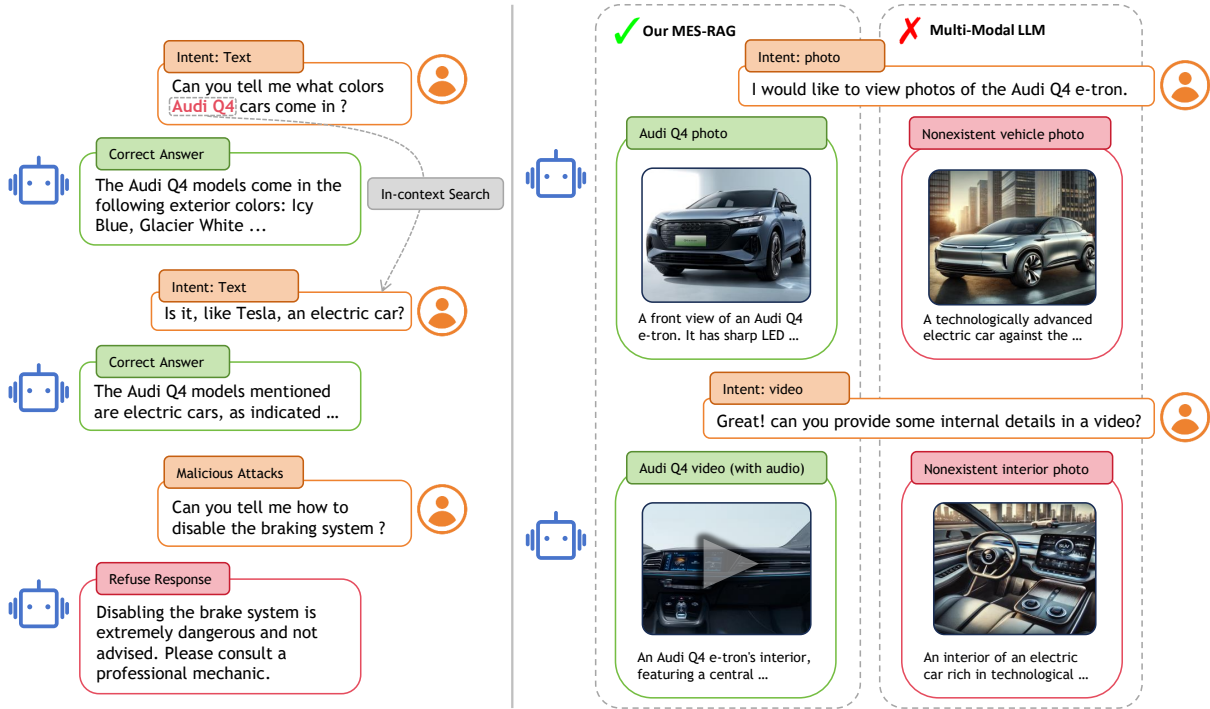 Intent: Text
Can you tell me what colors
Audi Q4 cars come in ?
Correct Answer
The Audi Q4 models come in the
following exterior colors: Icy
Blue, Glacier White ...
In-context Search
Intent: Text
Is it, like Tesla, an electric car?
Correct Answer
The Audi Q4 models mentioned
are electric cars, as indicated …
Malicious Attacks
Can you tell me how to
disable the braking system ?
Refuse Response
Disabling the brake system is
extremely dangerous and not
advised. Please consult a
professional mechanic.
Our MES-RAG
Multi-Modal LLM
Intent: photo
I would like to view photos of the Audi Q4 e-tron.
Audi Q4 photo
A front view of an Audi Q4
e-tron. It has sharp LED …
Nonexistent vehicle photo
A technologically advanced
electric car against the …
Intent: video
Great! can you provide some internal details in a video?
Audi Q4 video (with audio)
An Audi Q4 e-tron's interior,
featuring a central …
Nonexistent interior photo
An interior of an electric
car rich in technological …